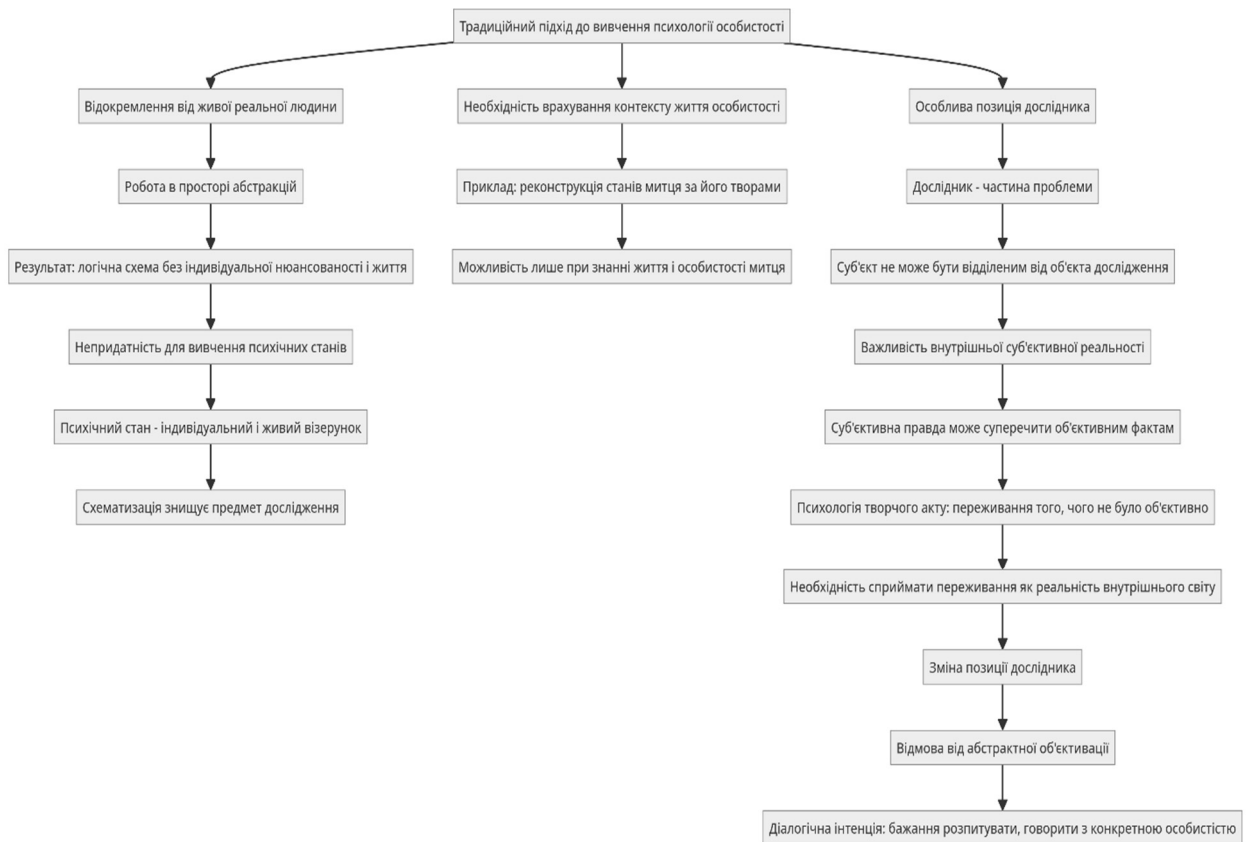 Традиційний підхід до вивчення психології особистості
Відокремлення від живої реальної людини
Необхідність врахування контексту життя особистості
Особлива позиція дослідника
Робота в просторі абстракцій
Приклад: реконструкція станів митця за його творами
Дослідник - частина проблеми
Результат: логічна схема без індивідуальної нюансованості і життя
Можливість лише при знанні життя і особистості митця
Суб'єкт не може бути відділеним від об'єкта дослідження
Непридатність для вивчення психічних станів
Важливість внутрішньої суб'єктивної реальності
Психічний стан - індивідуальний і живий візерунок
Суб'єктивна правда може суперечити об'єктивним фактам
Схематизація знищує предмет дослідження
Психологія творчого акту: переживання того, чого не було об'єктивно
Необхідність сприймати переживання як реальність внутрішнього світу
Зміна позиції дослідника
Відмова від абстрактної об'єктивації
Діалогічна інтенція: бажання розпитувати, говорити з конкретною особистістю